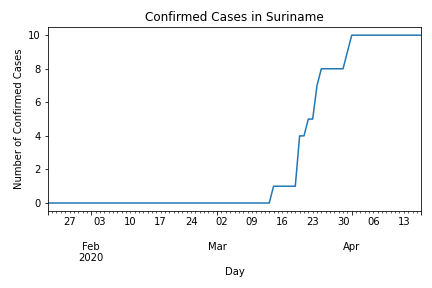 Confirmed Cases in Suriname
Number of Confirmed Cases
10
8
6
4
2
0
27 03 10 17 24 02 09 16 23 30 06 13
Feb Mar Apr
2020
Day